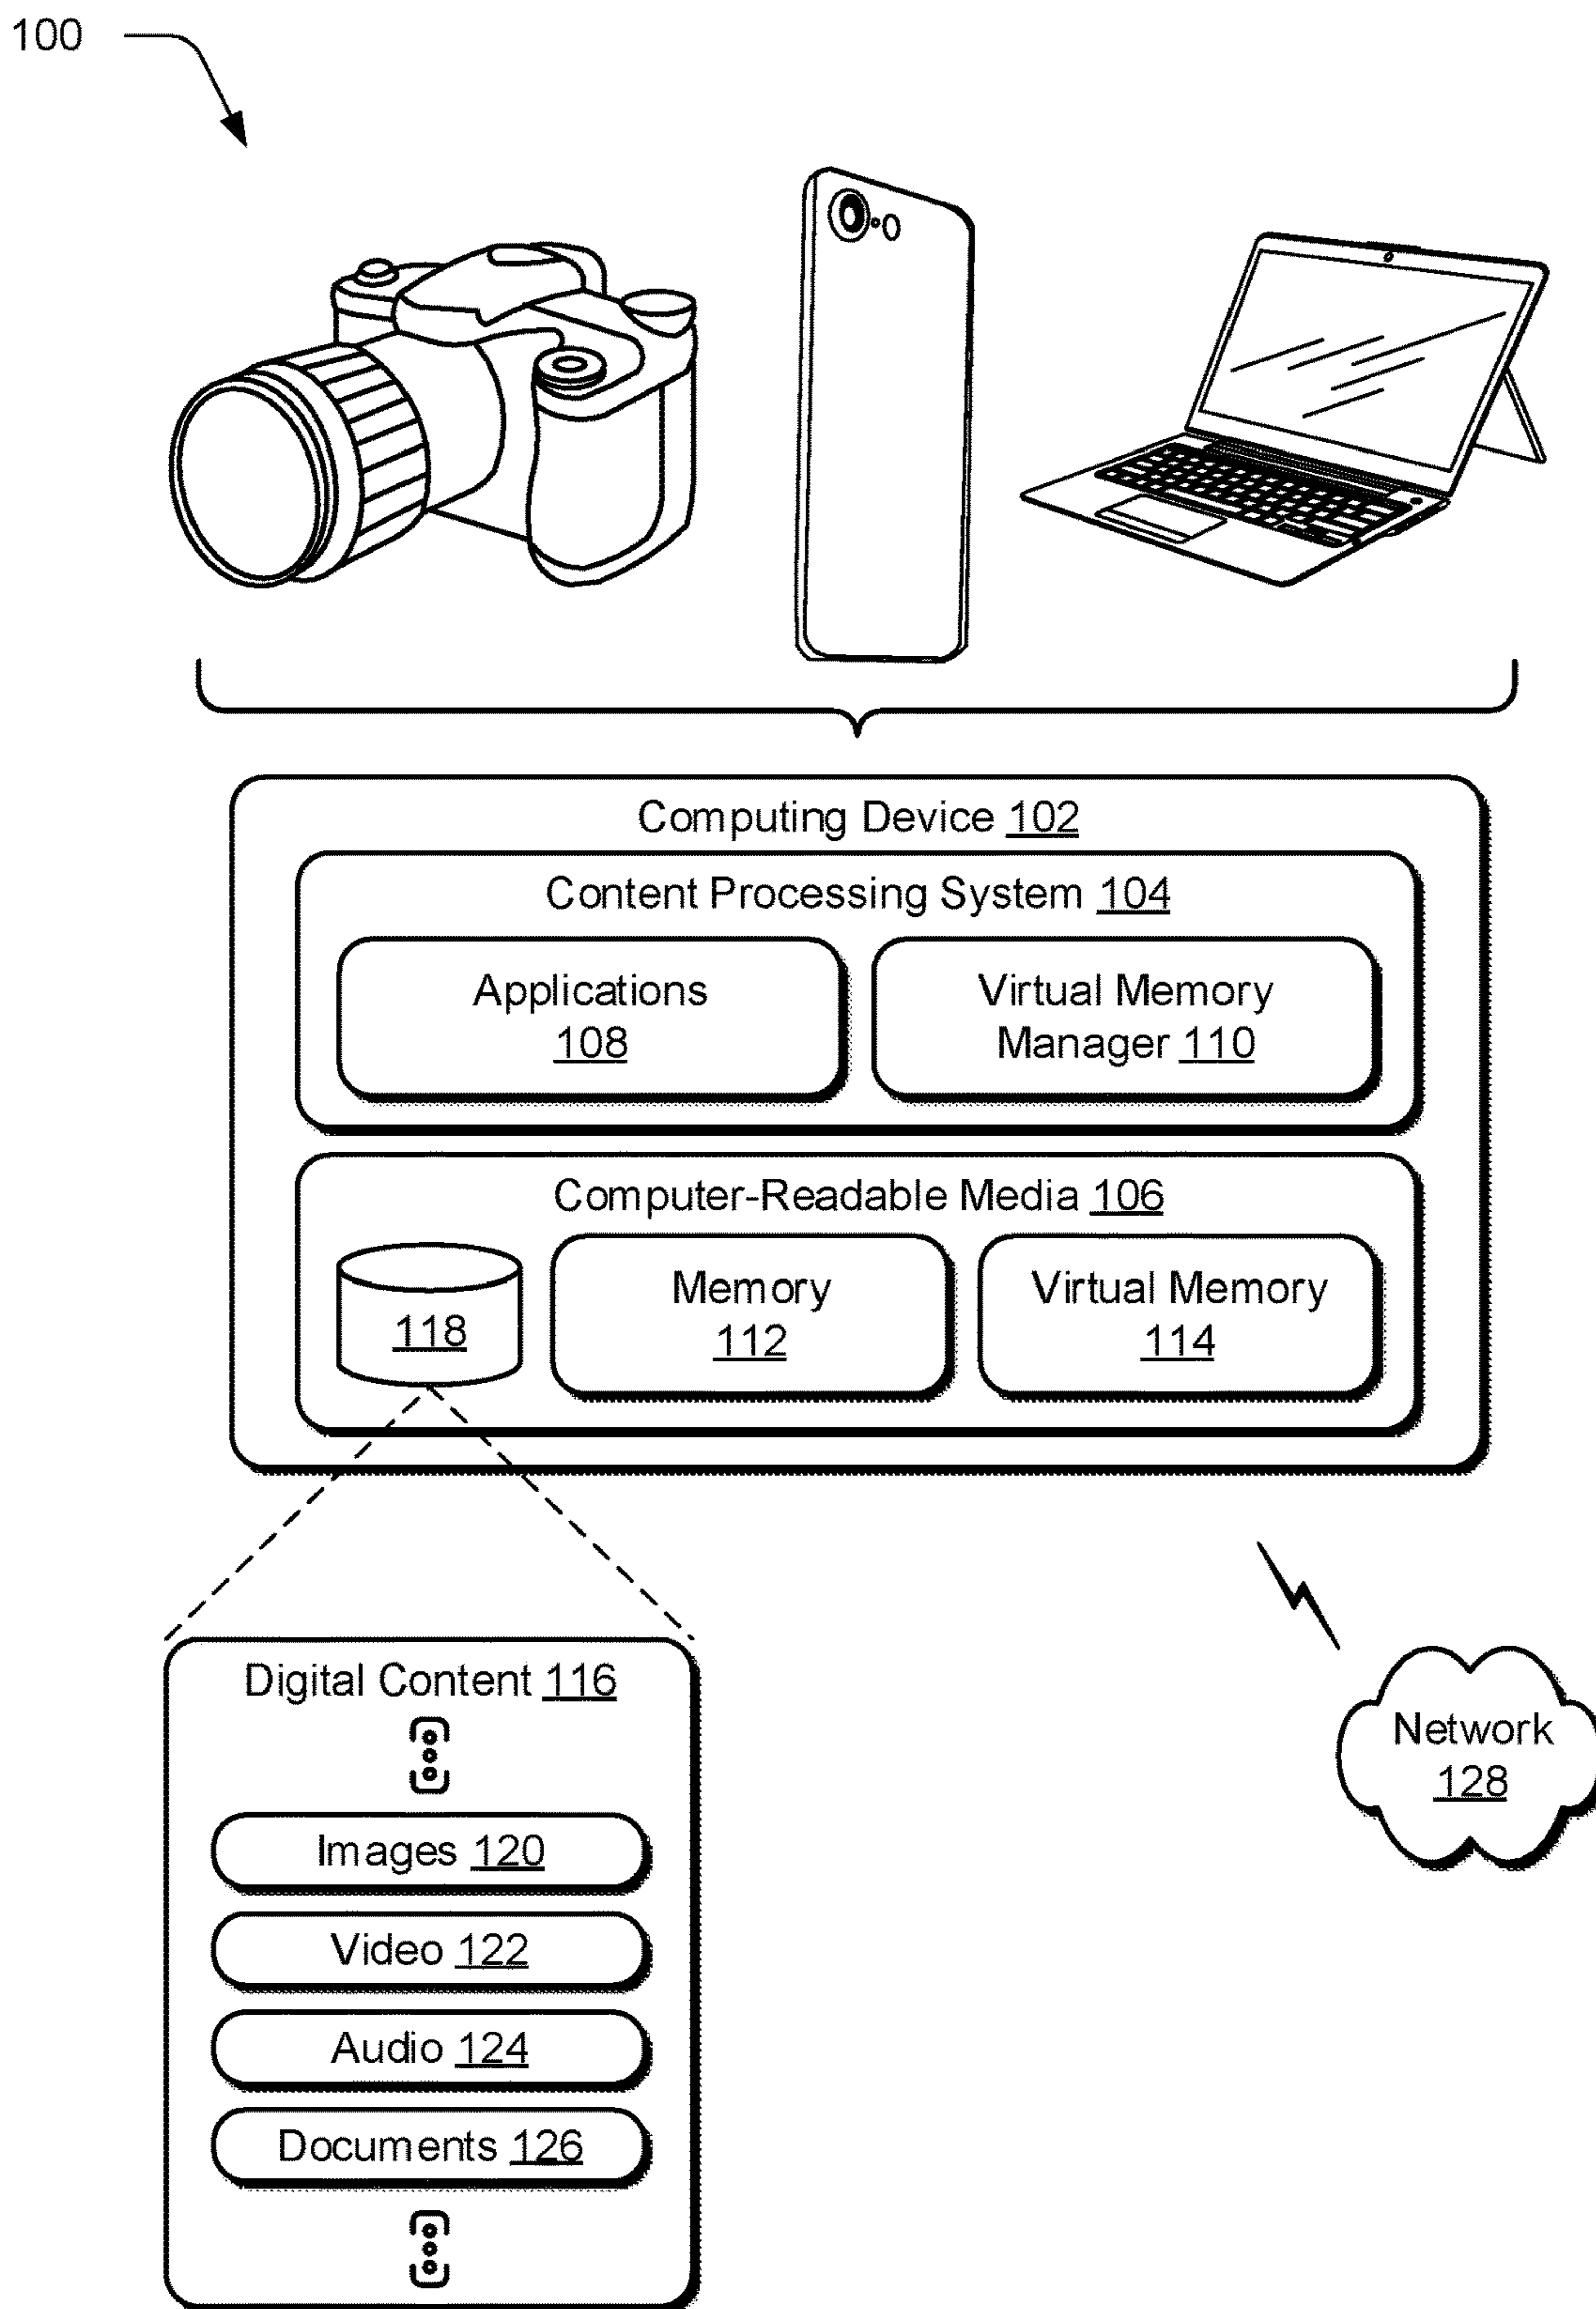 100
Computing Device 102
Content Processing System 104
Applications
108
Virtual Memory
Manager 110
Computer-Readable Media 106
118
Memory
112
Virtual Memory
114
Digital Content 116
Images 120
Video 122
Audio 124
Documents 126
Network
128